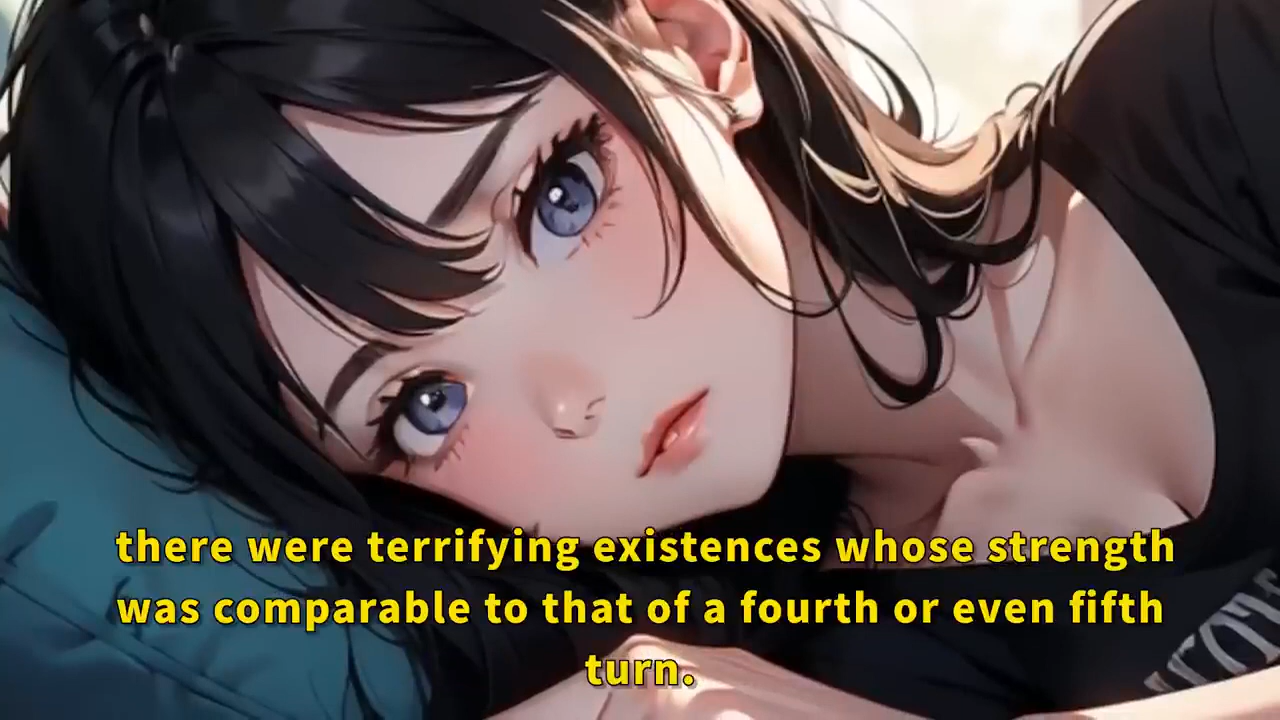 there were terrifying existences whose strength
was comparable to that of a fourth or even fifth
turn.